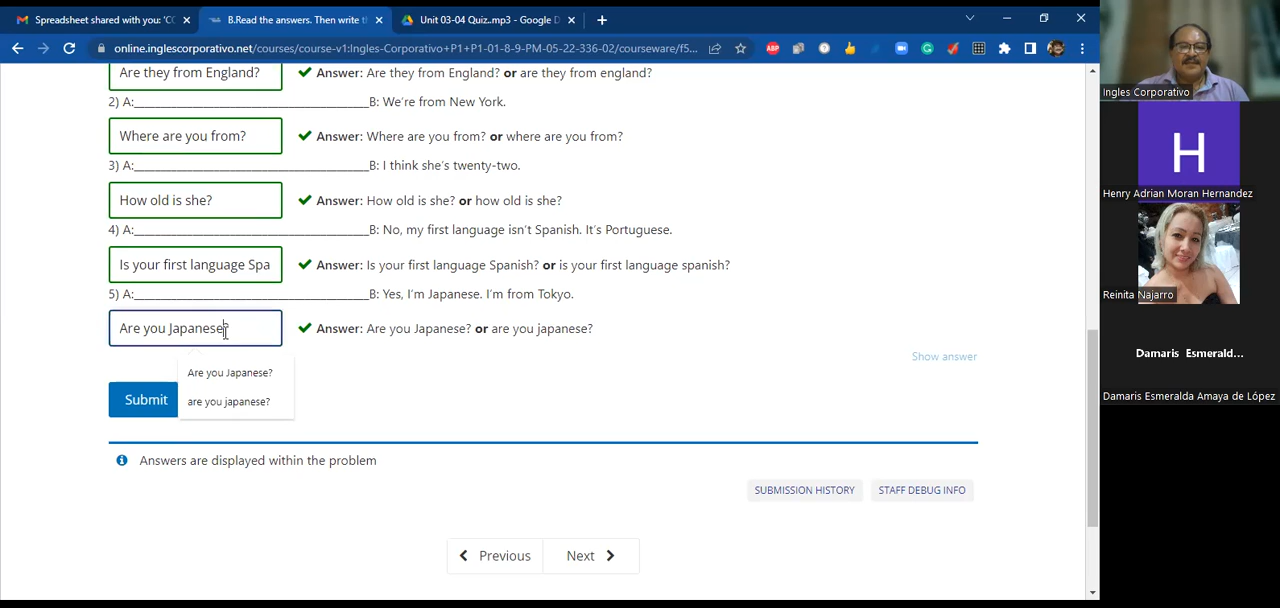 Spreadsheet shared with you: 'CC
B.Read the answers. Then write th
Unit 03-04 Quiz..mp3 - Google D
online.inglescorporativo.net/courses/course-v1:Ingles-Corporativo+P1+P1-01-8-9-PM-05-22-336-02/courseware/f5...
Are they from England? Answer: Are they from England? or are they from england?
2) A:________________________________________B: We're from New York.
Where are you from? Answer: Where are you from? or where are you from?
3) A:________________________________________B: I think she's twenty-two.
How old is she? Answer: How old is she? or how old is she?
4) A:________________________________________B: No, my first language isn't Spanish. It's Portuguese.
Is your first language Spa Answer: Is your first language Spanish? or is your first language spanish?
5) A:________________________________________B: Yes, I'm Japanese. I'm from Tokyo.
Are you Japanese? Answer: Are you Japanese? or are you japanese?
Show answer
Are you Japanese?
are you japanese?
Submit
Answers are displayed within the problem
SUBMISSION HISTORY STAFF DEBUG INFO
Previous Next
Ingles Corporativo
H
Henry Adrian Moran Hernandez
Reinita Najarro
Damaris Esmerald...
Damaris Esmeralda Amaya de López
ABP